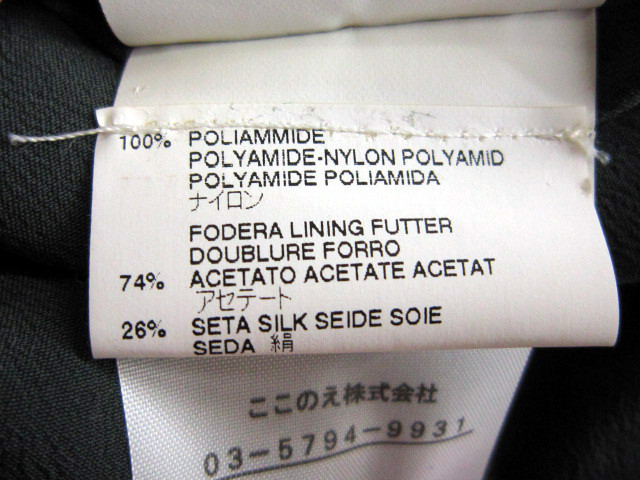 100% POLIAMMIDE
POLYAMIDE-NYLON POLYAMID
POLYAMIDE POLIAMIDA
ナイロン
FODERA LINING FUTTER
DOUBLURE FORRO
74% ACETATO ACETATE ACETAT
アセテート
26% SETA SILK SEIDE SOIE
SEDA 絹
ここのえ株式会社
03-5794-9931